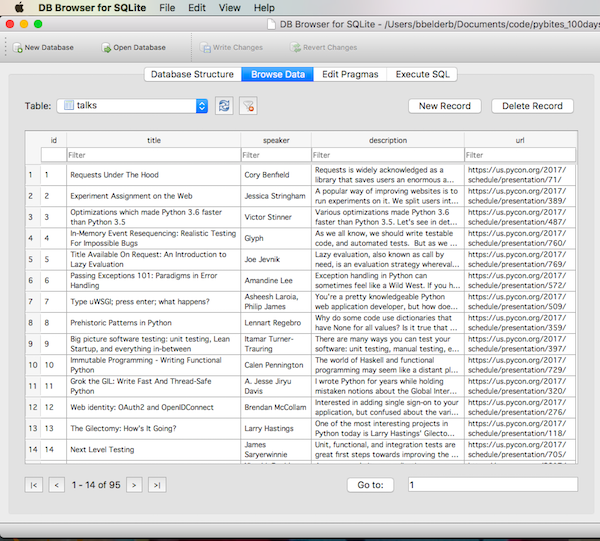 DB Browser for SQLite File Edit View Help
DB Browser for SQLite - /Users/bbelderb/Documents/code/pybites_100days
New Database Open Database Write Changes Revert Changes
Database Structure Browse Data Edit Pragmas Execute SQL
Table: talks New Record Delete Record
id title speaker description url
Filter Filter Filter Filter
1 1 Requests Under The Hood Cory Benfield Requests is widely acknowledged as a https://us.pycon.org/2017/
library that saves users an enormous a... schedule/presentation/71/
2 2 Experiment Assignment on the Web Jessica Stringham A popular way of improving websites is to https://us.pycon.org/2017/
run experiments on it. We split users int... schedule/presentation/389/
3 3 Optimizations which made Python 3.6 faster Victor Stinner Various optimizations made Python 3.6 https://us.pycon.org/2017/
than Python 3.5 faster than Python 3.5. Let's see in det... schedule/presentation/487/
4 4 In-Memory Event Resequencing: Realistic Testing Glyph As we all know, we should write testable https://us.pycon.org/2017/
For Impossible Bugs code, and automated tests. But as we ... schedule/presentation/760/
5 5 Title Available On Request: An Introduction to Joe Jevnik Lazy evaluation, also known as call by https://us.pycon.org/2017/
Lazy Evaluation need, is an evaluation strategy whereval... schedule/presentation/769/
6 6 Passing Exceptions 101: Paradigms in Error Amandine Lee Exception handling in Python can https://us.pycon.org/2017/
Handling sometimes feel like a Wild West. If you h... schedule/presentation/572/
7 7 Type uWSGI; press enter; what happens? Asheesh Laroia, You're a pretty knowledgeable Python https://us.pycon.org/2017/
Philip James web application developer, but how doe... schedule/presentation/509/
8 8 Prehistoric Patterns in Python Lennart Regebro Why do some code use dictionaries that https://us.pycon.org/2017/
have None for all values? Is it true that ... schedule/presentation/359/
9 9 Big picture software testing: unit testing, Lean Itamar Turner- There are many ways you can test your https://us.pycon.org/2017/
Startup, and everything in-between Trauring software: unit testing, manual testing, e... schedule/presentation/397/
10 10 Immutable Programming - Writing Functional Calen Pennington The world of Haskell and functional https://us.pycon.org/2017/
Python programming may seem like a distant pl... schedule/presentation/729/
11 11 Grok the GIL: Write Fast And Thread-Safe A. Jesse Jiryu I wrote Python for years while holding https://us.pycon.org/2017/
Python Davis mistaken notions about the Global Inter... schedule/presentation/320/
12 12 Web identity: OAuth2 and OpenIDConnect Brendan McCollam Interested in adding single sign-on to your https://us.pycon.org/2017/
application, but confused about the vari... schedule/presentation/276/
13 13 The Gilectomy: How's It Going? Larry Hastings One of the most interesting projects in https://us.pycon.org/2017/
Python today is Larry Hastings' Gilecto... schedule/presentation/118/
14 14 Next Level Testing James Unit, functional, and integration tests are https://us.pycon.org/2017/
Saryerwinnie great first steps towards improving the ... schedule/presentation/705/
|< < 1 - 14 of 95 > >| Go to: 1